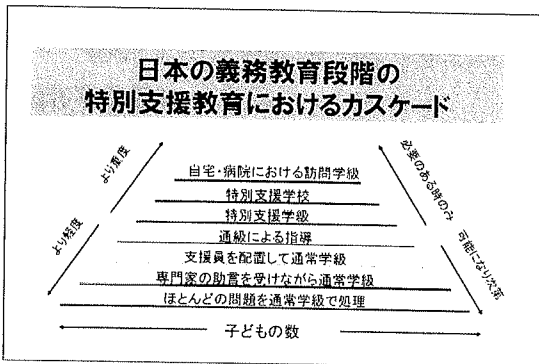 日本の義務教育段階の
特別支援教育におけるカスケード
より重度
より軽度
必要のある時のみ　可能になり次第
自宅・病院における訪問学級
特別支援学校
特別支援学級
通級による指導
支援員を配置して通常学級
専門家の助言を受けながら通常学級
ほとんどの問題を通常学級で処理
子どもの数